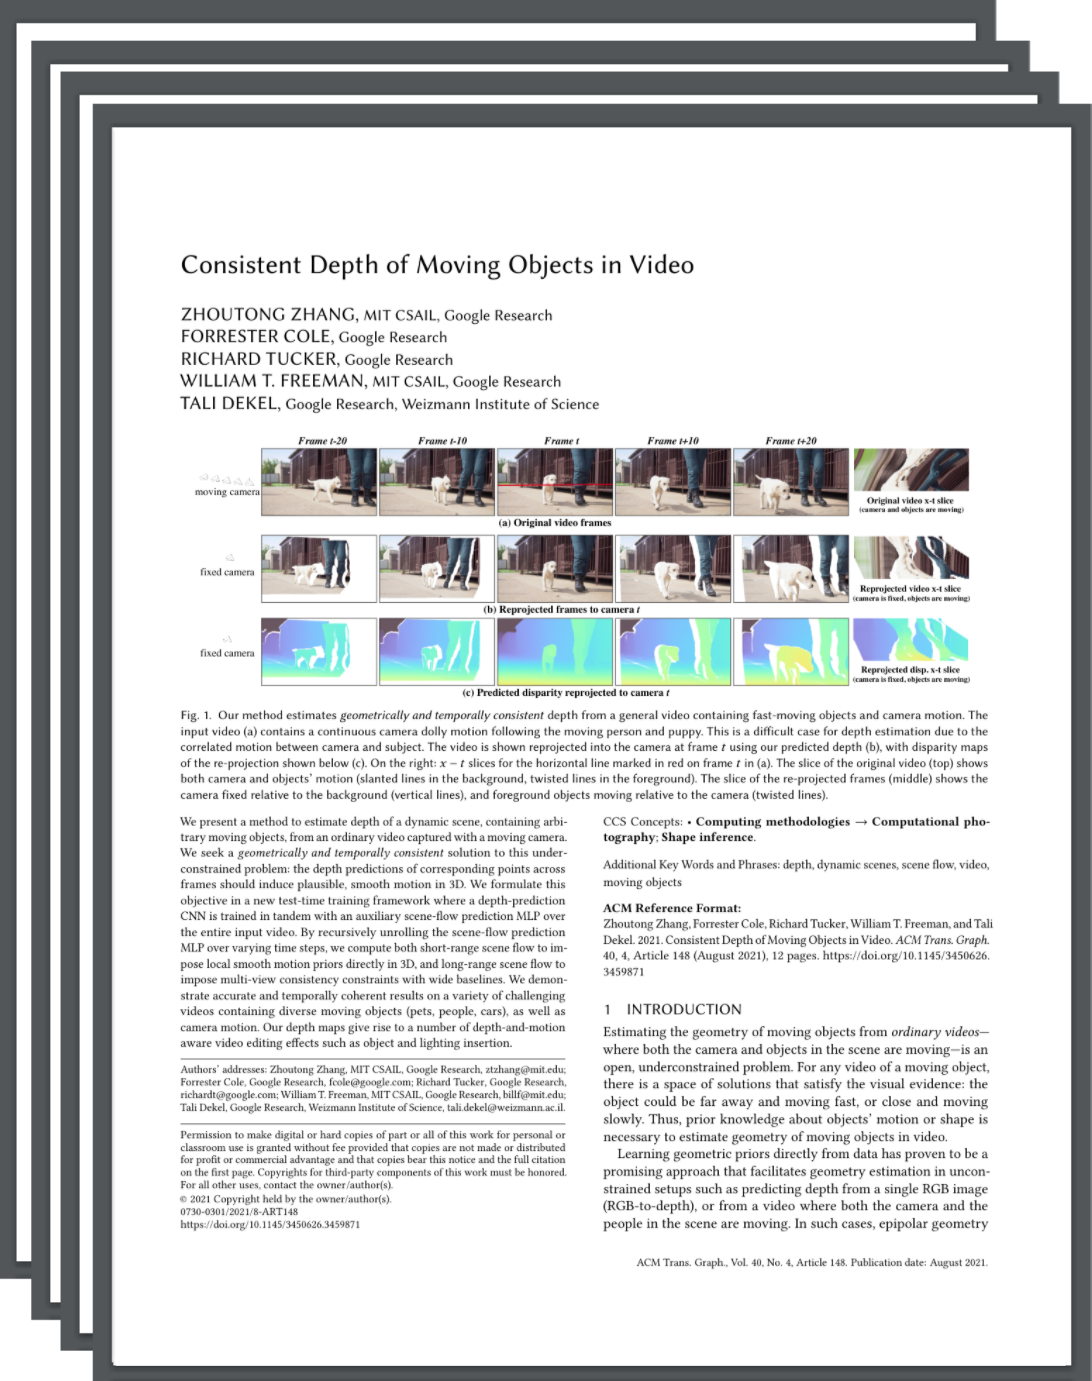 Consistent Depth of Moving Objects in Video
ZHOUTONG ZHANG, MIT CSAIL, Google Research
FORRESTER COLE, Google Research
RICHARD TUCKER, Google Research
WILLIAM T. FREEMAN, MIT CSAIL, Google Research
TALI DEKEL, Google Research, Weizmann Institute of Science
Frame t-20 Frame t-10 Frame t Frame t+10 Frame t+20
moving camera
Original video x-t slice
(camera and objects are moving)
(a) Original video frames
fixed camera
Reprojected video x-t slice
(camera is fixed, objects are moving)
(b) Reprojected frames to camera t
fixed camera
Reprojected disp. x-t slice
(camera is fixed, objects are moving)
(c) Predicted disparity reprojected to camera t
Fig. 1. Our method estimates geometrically and temporally consistent depth from a general video containing fast-moving objects and camera motion. The
input video (a) contains a continuous camera dolly motion following the moving person and puppy. This is a difficult case for depth estimation due to the
correlated motion between camera and subject. The video is shown reprojected into the camera at frame t using our predicted depth (b), with disparity maps
of the re-projection shown below (c). On the right: x − t slices for the horizontal line marked in red on frame t in (a). The slice of the original video (top) shows
both camera and objects' motion (slanted lines in the background, twisted lines in the foreground). The slice of the re-projected frames (middle) shows the
camera fixed relative to the background (vertical lines), and foreground objects moving relative to the camera (twisted lines).
We present a method to estimate depth of a dynamic scene, containing arbi-
trary moving objects, from an ordinary video captured with a moving camera.
We seek a geometrically and temporally consistent solution to this under-
constrained problem: the depth predictions of corresponding points across
frames should induce plausible, smooth motion in 3D. We formulate this
objective in a new test-time training framework where a depth-prediction
CNN is trained in tandem with an auxiliary scene-flow prediction MLP over
the entire input video. By recursively unrolling the scene-flow prediction
MLP over varying time steps, we compute both short-range scene flow to im-
pose local smooth motion priors directly in 3D, and long-range scene flow to
impose multi-view consistency constraints with wide baselines. We demon-
strate accurate and temporally coherent results on a variety of challenging
videos containing diverse moving objects (pets, people, cars), as well as
camera motion. Our depth maps give rise to a number of depth-and-motion
aware video editing effects such as object and lighting insertion.
Authors' addresses: Zhoutong Zhang, MIT CSAIL, Google Research, ztzhang@mit.edu;
Forrester Cole, Google Research, fcole@google.com; Richard Tucker, Google Research,
richardt@google.com; William T. Freeman, MIT CSAIL, Google Research, billf@mit.edu;
Tali Dekel, Google Research, Weizmann Institute of Science, tali.dekel@weizmann.ac.il.
Permission to make digital or hard copies of part or all of this work for personal or
classroom use is granted without fee provided that copies are not made or distributed
for profit or commercial advantage and that copies bear this notice and the full citation
on the first page. Copyrights for third-party components of this work must be honored.
For all other uses, contact the owner/author(s).
© 2021 Copyright held by the owner/author(s).
0730-0301/2021/8-ART148
https://doi.org/10.1145/3450626.3459871
CCS Concepts: • Computing methodologies → Computational pho-
tography; Shape inference.
Additional Key Words and Phrases: depth, dynamic scenes, scene flow, video,
moving objects
ACM Reference Format:
Zhoutong Zhang, Forrester Cole, Richard Tucker, William T. Freeman, and Tali
Dekel. 2021. Consistent Depth of Moving Objects in Video. ACM Trans. Graph.
40, 4, Article 148 (August 2021), 12 pages. https://doi.org/10.1145/3450626.
3459871
1 INTRODUCTION
Estimating the geometry of moving objects from ordinary videos—
where both the camera and objects in the scene are moving—is an
open, underconstrained problem. For any video of a moving object,
there is a space of solutions that satisfy the visual evidence: the
object could be far away and moving fast, or close and moving
slowly. Thus, prior knowledge about objects' motion or shape is
necessary to estimate geometry of moving objects in video.
Learning geometric priors directly from data has proven to be a
promising approach that facilitates geometry estimation in uncon-
strained setups such as predicting depth from a single RGB image
(RGB-to-depth), or from a video where both the camera and the
people in the scene are moving. In such cases, epipolar geometry
ACM Trans. Graph., Vol. 40, No. 4, Article 148. Publication date: August 2021.